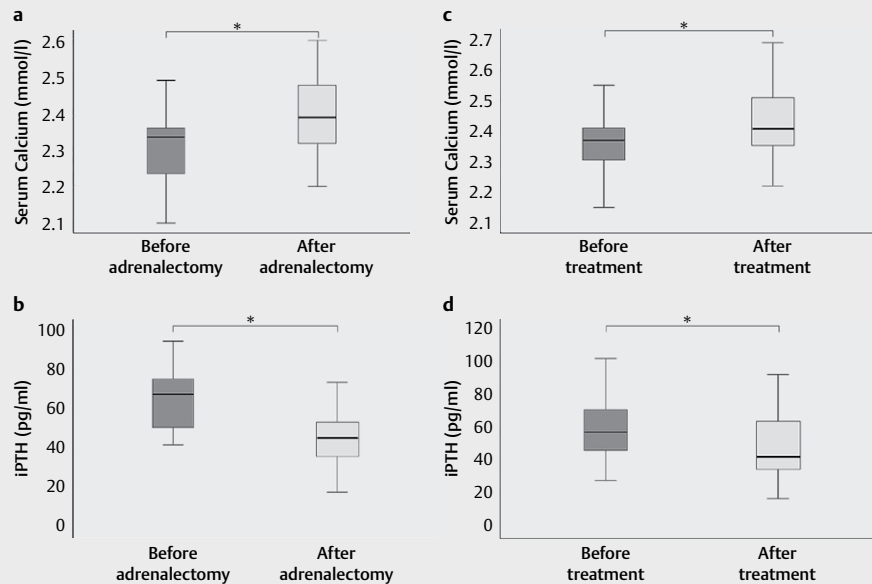 a
*
Serum Calcium (mmol/l)
2.6
2.5
2.4
2.3
2.2
2.1
Before
adrenalectomy
After
adrenalectomy
c
*
Serum Calcium (mmol/l)
2.7
2.6
2.5
2.4
2.3
2.2
2.1
Before
treatment
After
treatment
b
*
iPTH (pg/ml)
100
80
60
40
20
0
Before
adrenalectomy
After
adrenalectomy
d
*
iPTH (pg/ml)
120
100
80
60
40
20
0
Before
treatment
After
treatment